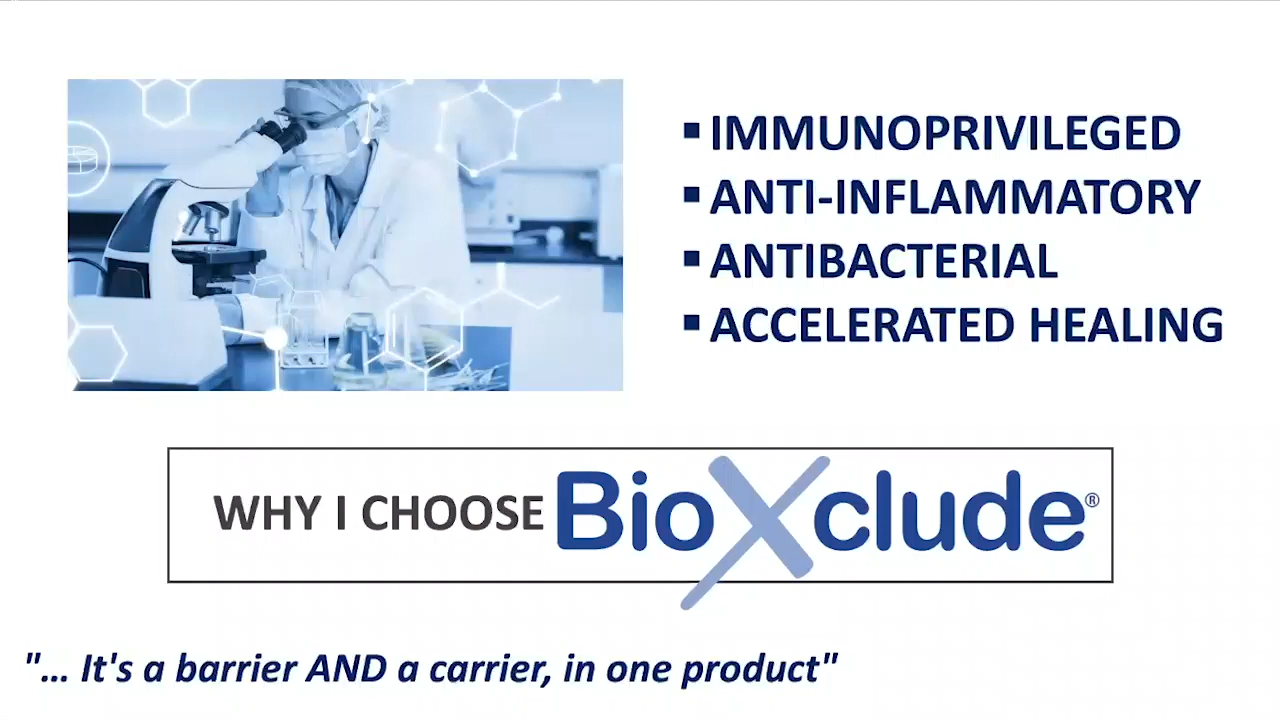 ▪ IMMUNOPRIVILEGED
▪ ANTI-INFLAMMATORY
▪ ANTIBACTERIAL
▪ ACCELERATED HEALING
WHY I CHOOSE BioXclude®
"... It's a barrier AND a carrier, in one product"